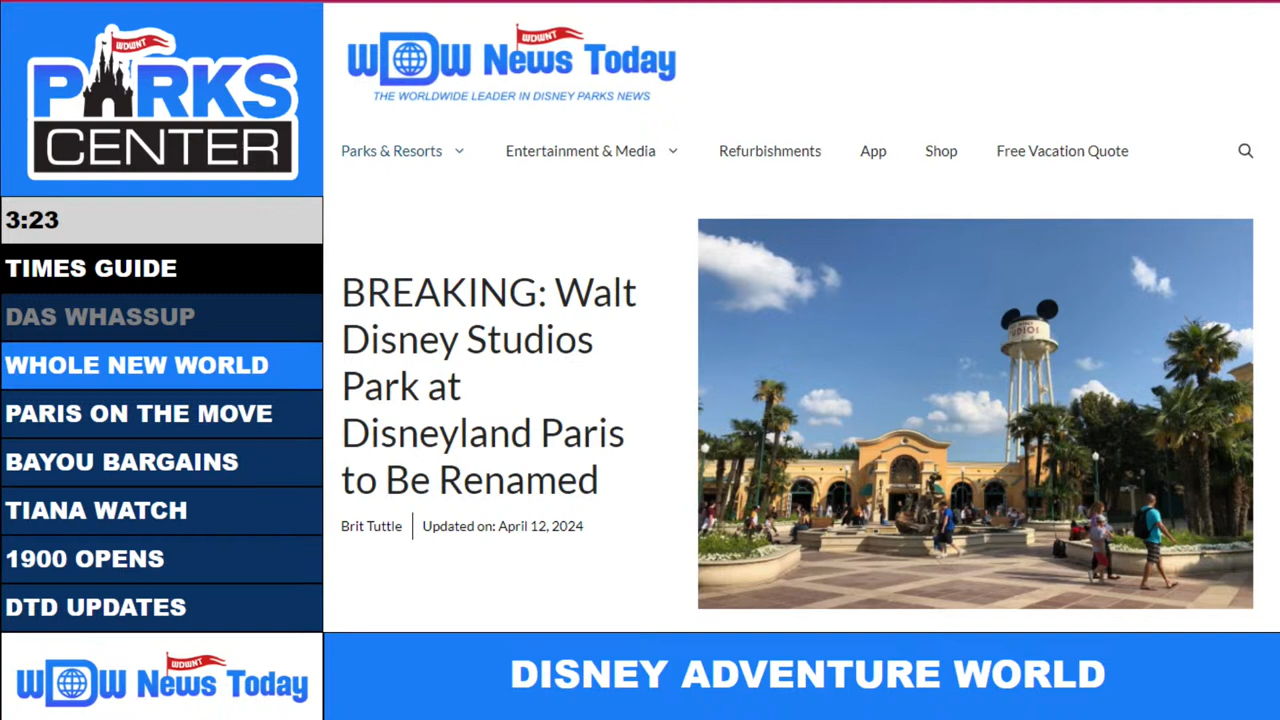 WDWNT
PARKS
CENTER
3:23
TIMES GUIDE
DAS WHASSUP
WHOLE NEW WORLD
PARIS ON THE MOVE
BAYOU BARGAINS
TIANA WATCH
1900 OPENS
DTD UPDATES
WDWNT
WDW News Today
WDWNT
WDW News Today
THE WORLDWIDE LEADER IN DISNEY PARKS NEWS
Parks & Resorts
Entertainment & Media
Refurbishments
App
Shop
Free Vacation Quote
BREAKING: Walt
Disney Studios
Park at
Disneyland Paris
to Be Renamed
Brit Tuttle
Updated on: April 12, 2024
DISNEY ADVENTURE WORLD